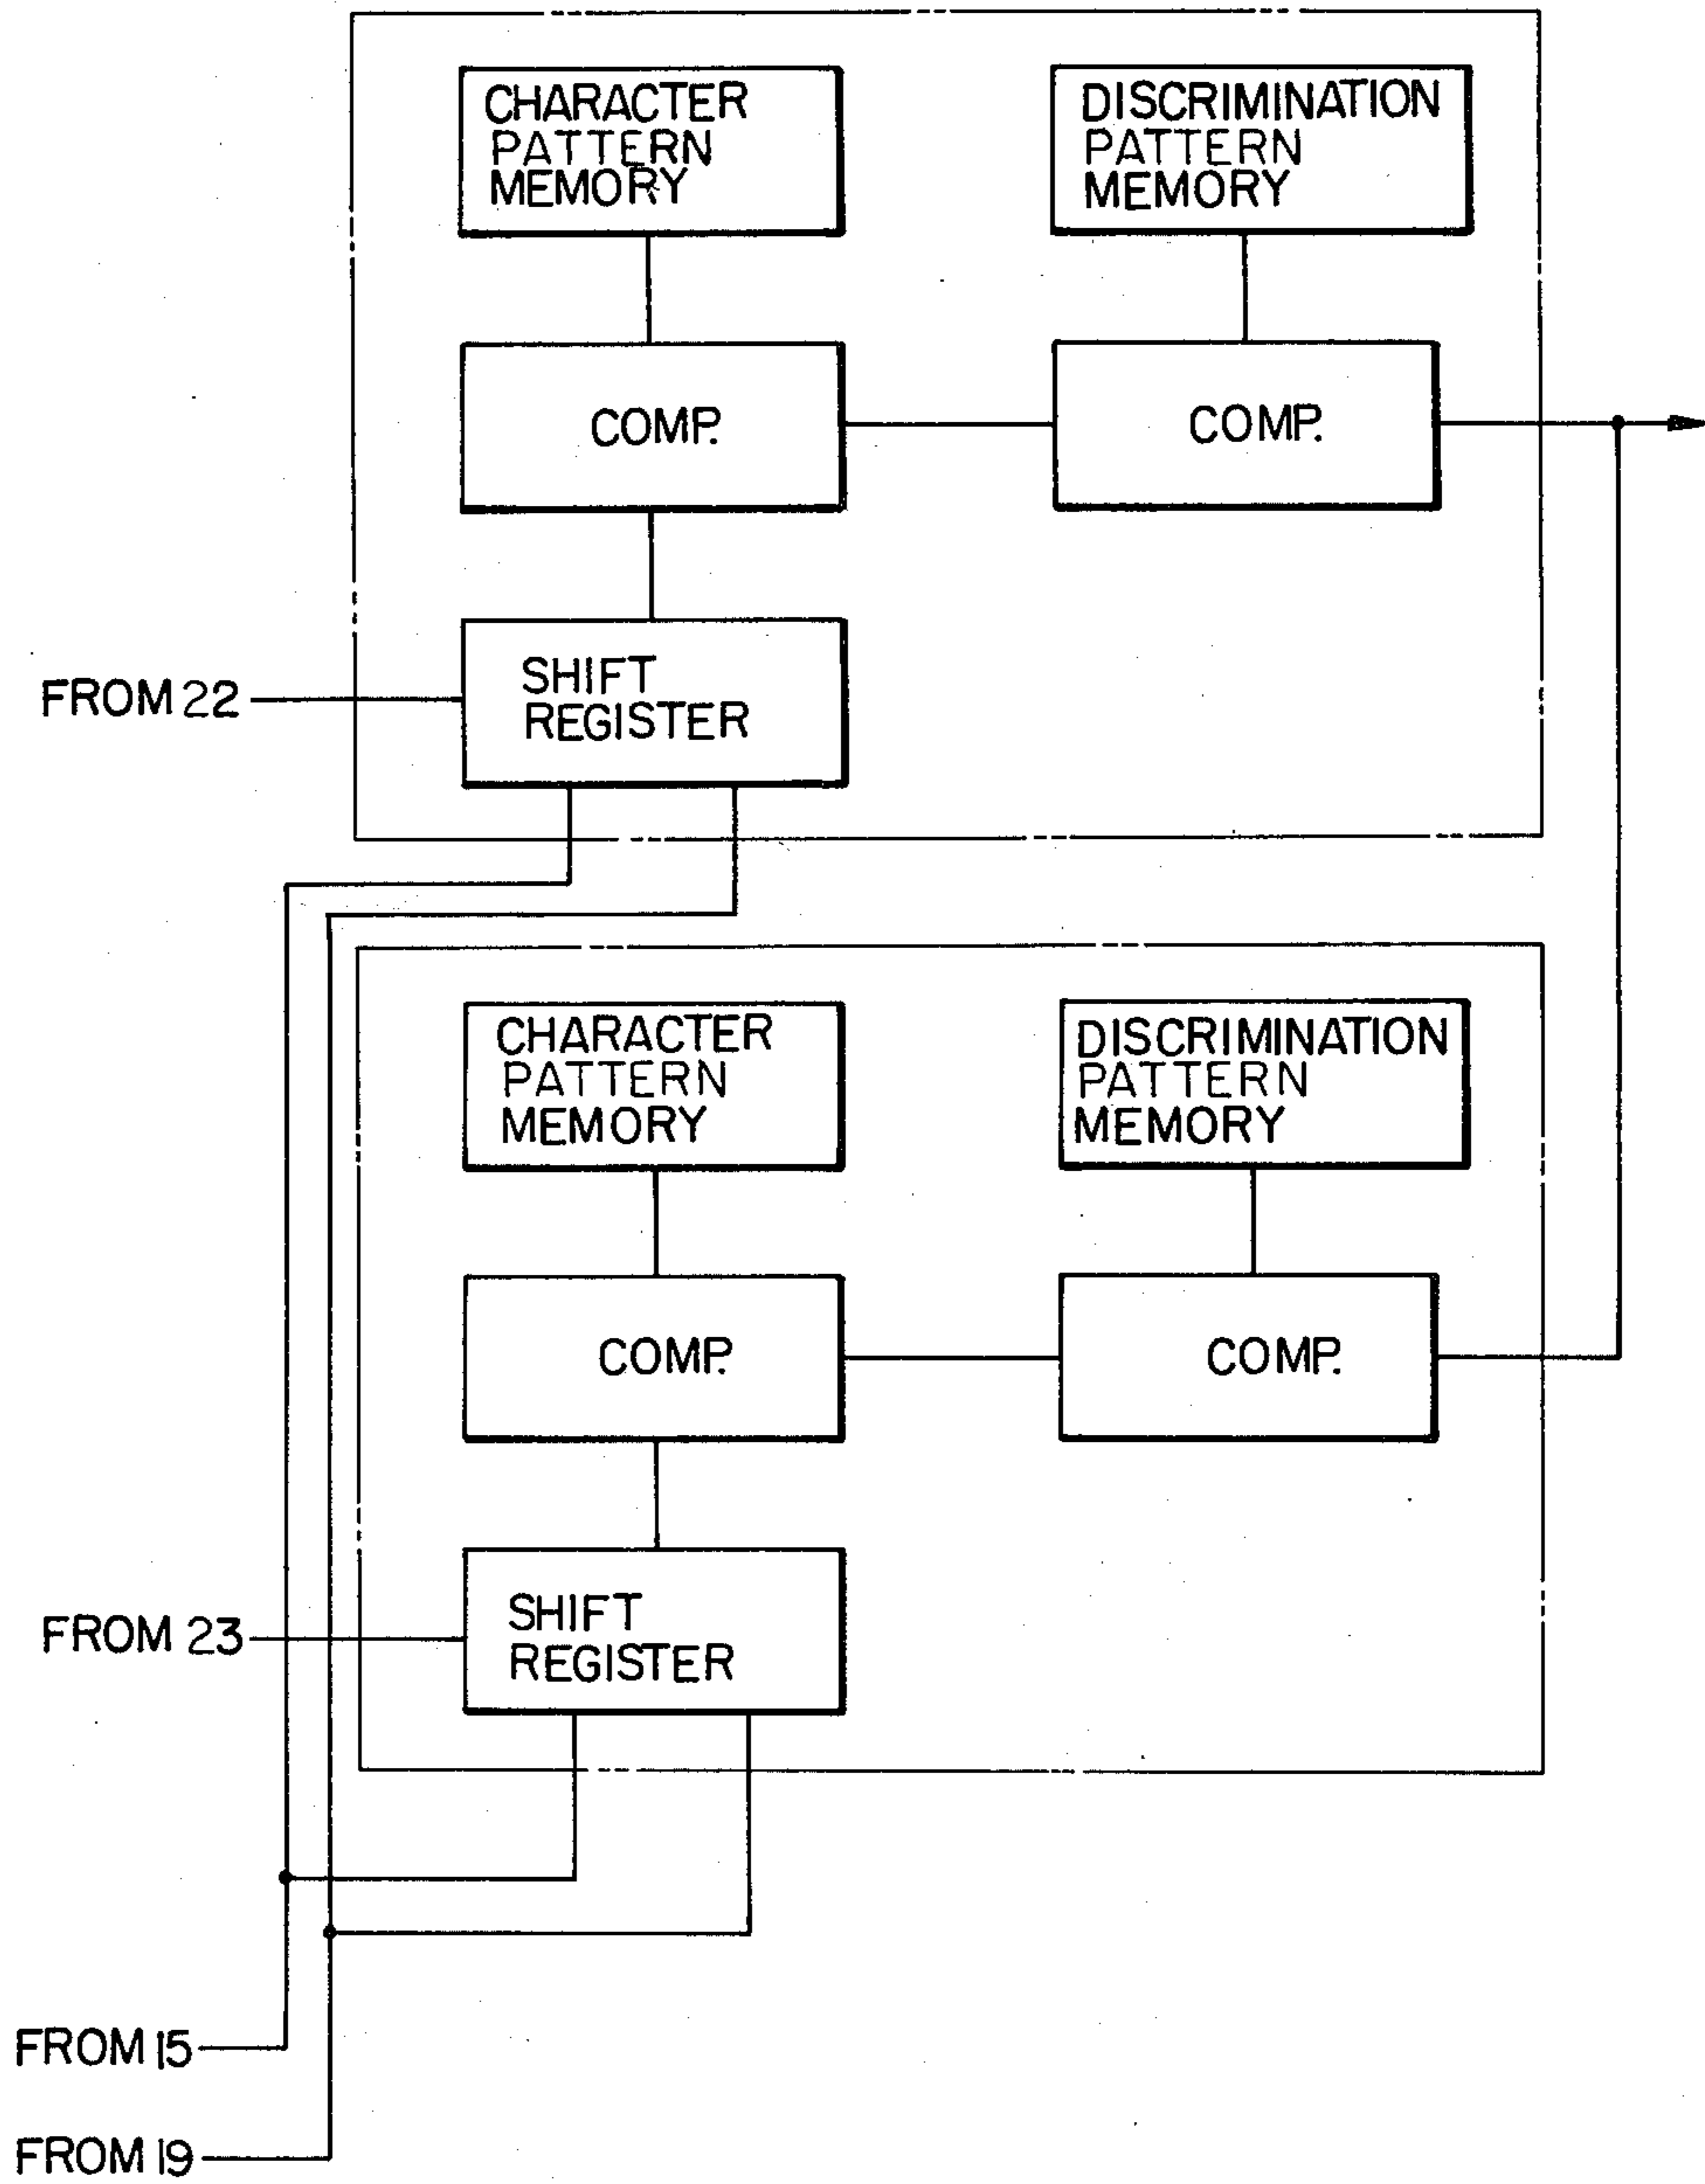 CHARACTER
PATTERN
MEMORY
DISCRIMINATION
PATTERN
MEMORY
COMP.
COMP.
FROM 22
SHIFT
REGISTER
CHARACTER
PATTERN
MEMORY
DISCRIMINATION
PATTERN
MEMORY
COMP.
COMP.
FROM 23
SHIFT
REGISTER
FROM 15
FROM 19